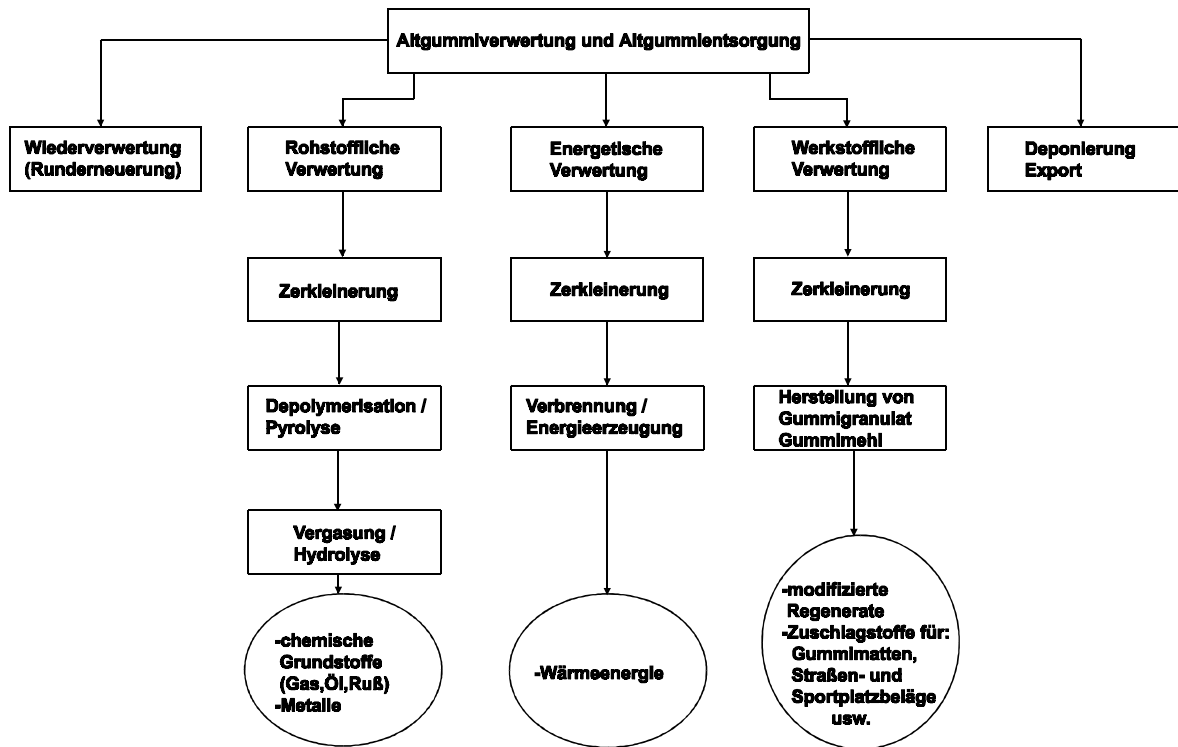 Altgummiverwertung und Altgummientsorgung
Wiederverwertung
(Runderneuerung)
Rohstoffliche
Verwertung
Energetische
Verwertung
Werkstoffliche
Verwertung
Deponierung
Export
Zerkleinerung
Zerkleinerung
Zerkleinerung
Depolymerisation /
Pyrolyse
Verbrennung /
Energieerzeugung
Herstellung von
Gummigranulat
Gummimehl
Vergasung /
Hydrolyse
-chemische
Grundstoffe
(Gas,Öl,Ruß)
-Metalle
-Wärmeenergie
-modifizierte
Regenerate
-Zuschlagstoffe für:
Gummimatten,
Straßen- und
Sportplatzbeläge
usw.